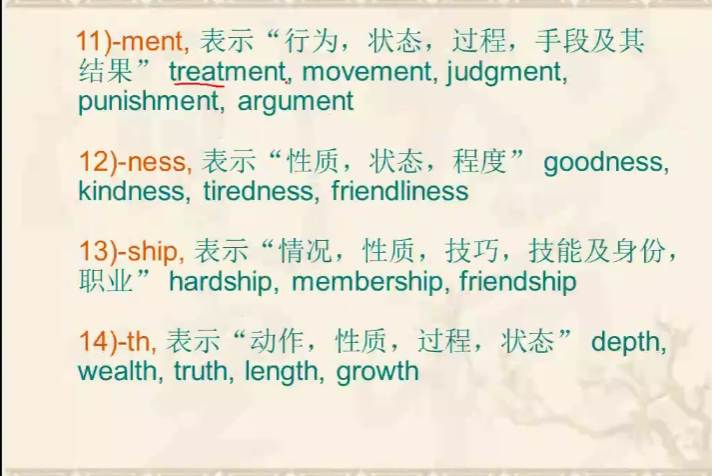 11)-ment, 表示“行为，状态，过程，手段及其
结果” treatment, movement, judgment,
punishment, argument
12)-ness, 表示“性质，状态，程度” goodness,
kindness, tiredness, friendliness
13)-ship, 表示“情况，性质，技巧，技能及身份，
职业” hardship, membership, friendship
14)-th, 表示“动作，性质，过程，状态” depth,
wealth, truth, length, growth